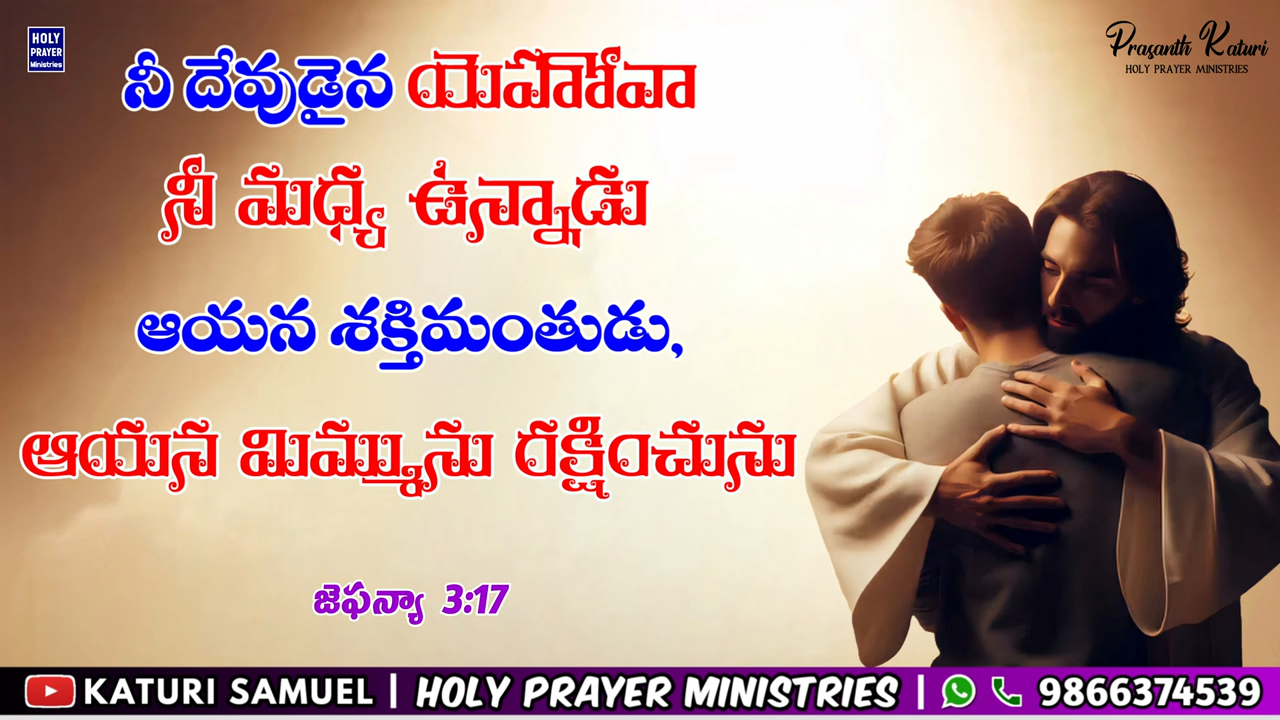 HOLY
PRAYER
Ministries
Prasanth Katuri
HOLY PRAYER MINISTRIES
నీ దేవుడైన యెహోవా
నీ మధ్య ఉన్నాడు
ఆయన శక్తిమంతుడు,
ఆయన మిమ్మును రక్షించును
జెఫన్యా 3:17
KATURI SAMUEL | HOLY PRAYER MINISTRIES | 9866374539